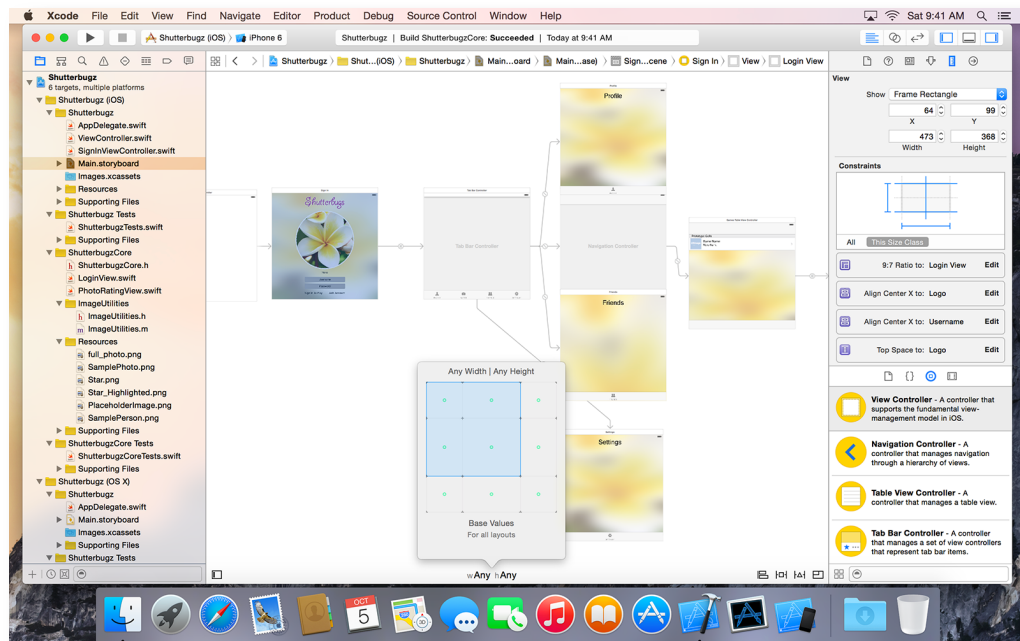 Xcode File Edit View Find Navigate Editor Product Debug Source Control Window Help
Sat 9:41 AM
Shutterbugz (iOS) iPhone 6
Shutterbugz | Build ShutterbugzCore: Succeeded | Today at 9:41 AM
Shutterbugz
6 targets, multiple platforms
Shutterbugz (iOS)
Shutterbugz
AppDelegate.swift
ViewController.swift
SignInViewController.swift
Main.storyboard
Images.xcassets
Resources
Supporting Files
Shutterbugz Tests
ShutterbugzTests.swift
Supporting Files
ShutterbugzCore
ShutterbugzCore.h
LoginView.swift
PhotoRatingView.swift
ImageUtilities
ImageUtilities.h
ImageUtilities.m
Resources
full_photo.png
SamplePhoto.png
Star.png
Star_Highlighted.png
PlaceholderImage.png
SamplePerson.png
Supporting Files
ShutterbugzCore Tests
ShutterbugzCoreTests.swift
Supporting Files
Shutterbugz (OS X)
Shutterbugz
AppDelegate.swift
Main.storyboard
Images.xcassets
Supporting Files
Shutterbugz Tests
Shutterbugz Shut...(iOS) Shutterbugz Main...oard Main...ase) Sign...cene Sign In View Login View
Profile
Shutterbugs
Tab Bar Controller
Tab Bar Controller
Navigation Controller
Friends
Settings
Any Width | Any Height
Base Values
For all layouts
wAny hAny
View
Show Frame Rectangle
64 99
X Y
473 368
Width Height
Constraints
All This Size Class
9:7 Ratio to: Login View Edit
Align Center X to: Logo Edit
Align Center X to: Username Edit
Top Space to: Logo Edit
View Controller - A controller that
supports the fundamental view-
management model in iOS.
Navigation Controller - A
controller that manages navigation
through a hierarchy of views.
Table View Controller - A
controller that manages a table view.
Tab Bar Controller - A controller
that manages a set of view controllers
that represent tab bar items.
OCT
5
3D